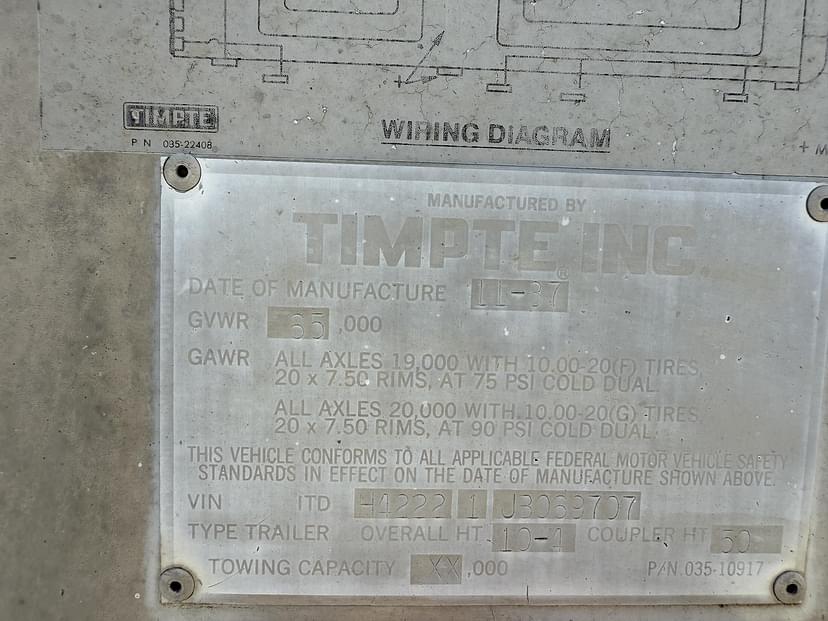 TIMPTE
P N 035-22408
WIRING DIAGRAM
+ M
MANUFACTURED BY
TIMPTE INC.
®
DATE OF MANUFACTURE 11-87
GVWR 65,000
GAWR ALL AXLES 19,000 WITH 10.00-20(F) TIRES,
20 x 7.50 RIMS, AT 75 PSI COLD DUAL.
ALL AXLES 20,000 WITH 10.00-20(G) TIRES,
20 x 7.50 RIMS, AT 90 PSI COLD DUAL.
THIS VEHICLE CONFORMS TO ALL APPLICABLE FEDERAL MOTOR VEHICLE SAFETY
STANDARDS IN EFFECT ON THE DATE OF MANUFACTURE SHOWN ABOVE.
VIN 1TD H4222 1 JB069707
TYPE TRAILER OVERALL HT. 10-4 COUPLER HT. 50
TOWING CAPACITY XX,000 P/N 035-10917